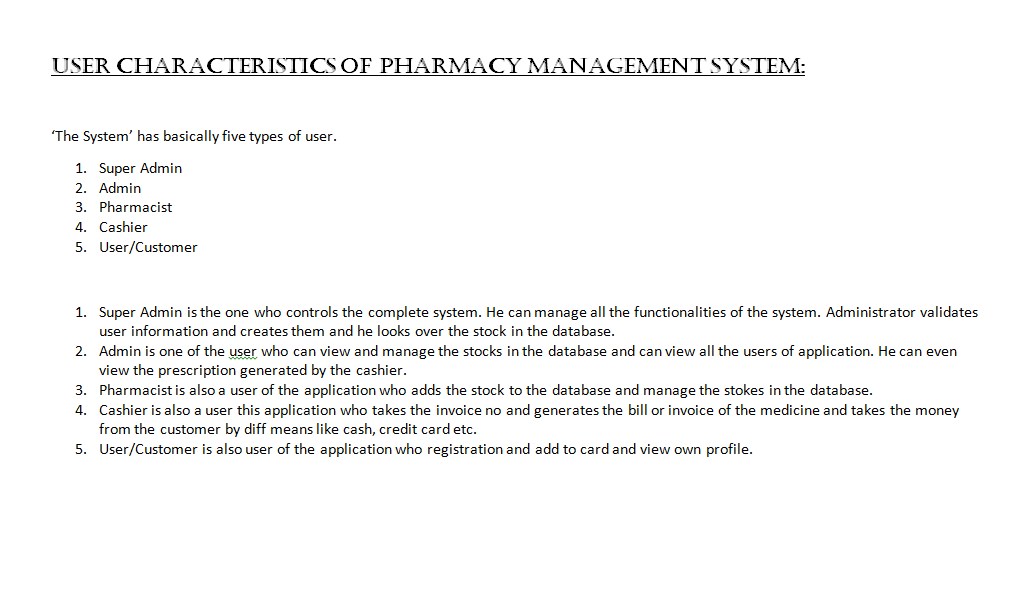 USER CHARACTERISTICS OF PHARMACY MANAGEMENT SYSTEM:
‘The System’ has basically five types of user.
1. Super Admin
2. Admin
3. Pharmacist
4. Cashier
5. User/Customer
1. Super Admin is the one who controls the complete system. He can manage all the functionalities of the system. Administrator validates
user information and creates them and he looks over the stock in the database.
2. Admin is one of the user who can view and manage the stocks in the database and can view all the users of application. He can even
view the prescription generated by the cashier.
3. Pharmacist is also a user of the application who adds the stock to the database and manage the stokes in the database.
4. Cashier is also a user this application who takes the invoice no and generates the bill or invoice of the medicine and takes the money
from the customer by diff means like cash, credit card etc.
5. User/Customer is also user of the application who registration and add to card and view own profile.